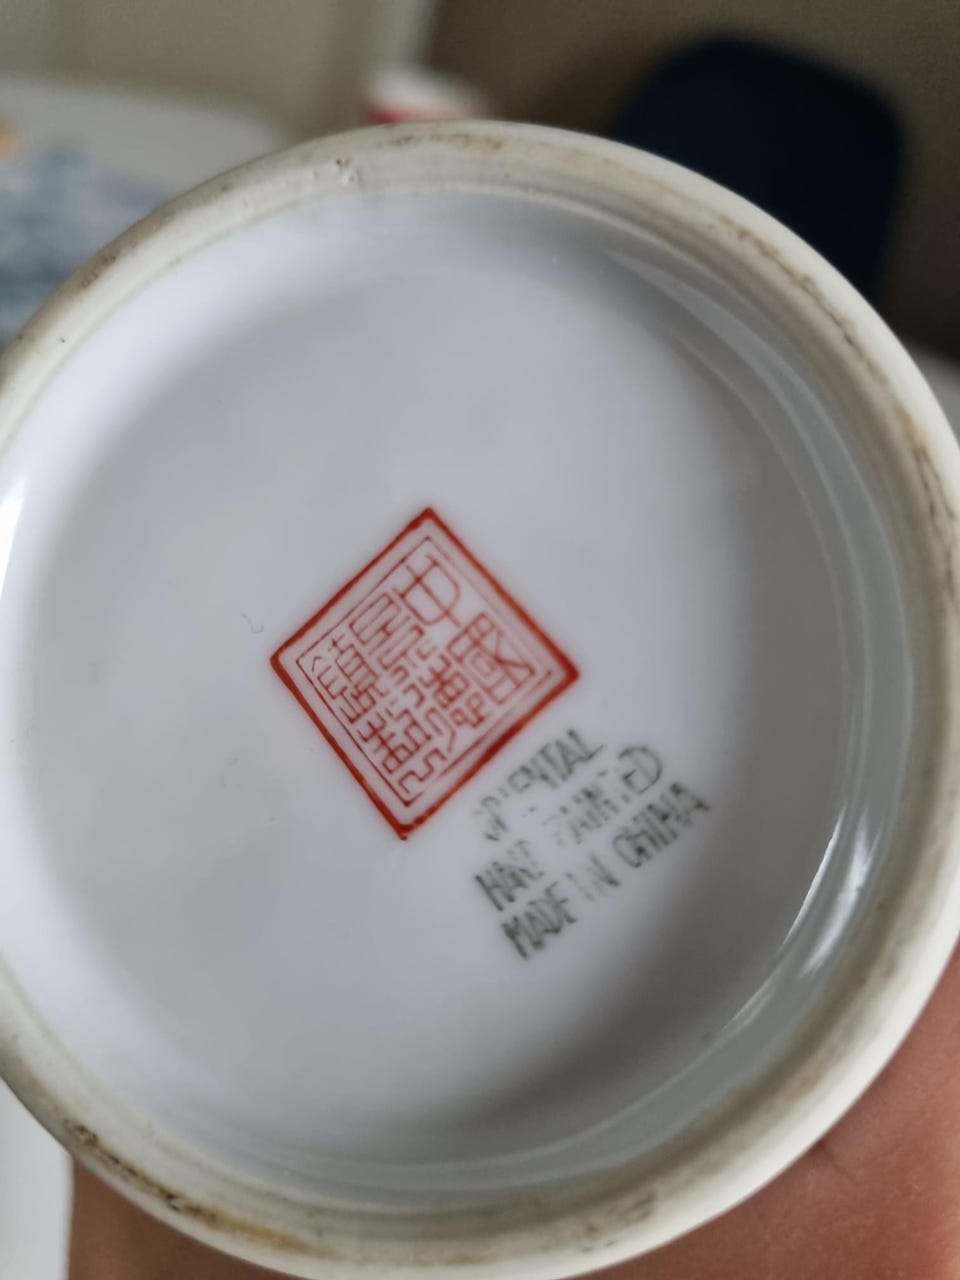 中國
景德
鎮製
ORIENTAL
HAND PAINTED
MADE IN CHINA